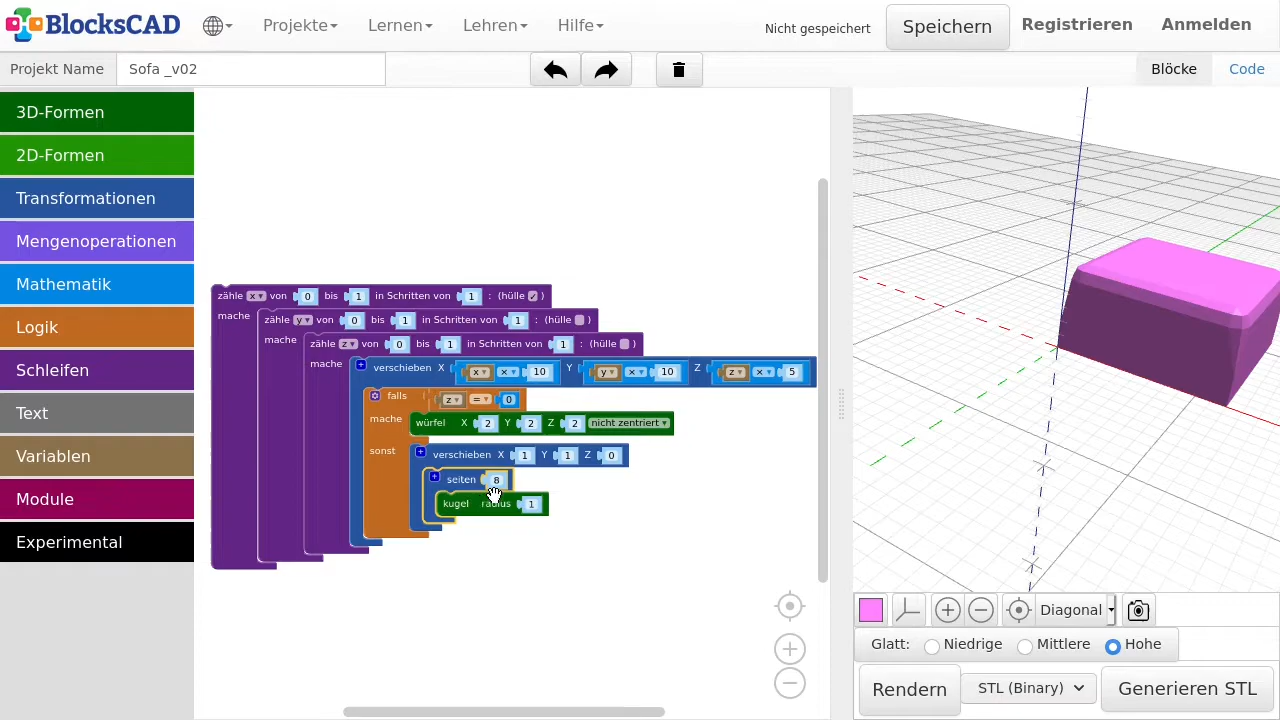 BlocksCAD Projekte Lernen Lehren Hilfe Nicht gespeichert Speichern Registrieren Anmelden
Projekt Name Sofa _v02 Blöcke Code
3D-Formen
2D-Formen
Transformationen
Mengenoperationen
Mathematik
Logik
Schleifen
Text
Variablen
Module
Experimental
zähle x von 0 bis 1 in Schritten von 1 : (hülle ✓ )
mache zähle y von 0 bis 1 in Schritten von 1 : (hülle )
mache zähle z von 0 bis 1 in Schritten von 1 : (hülle )
mache + verschieben X x × 10 Y y × 10 Z z × 5
falls z = 0
mache würfel X 2 Y 2 Z 2 nicht zentriert
sonst + verschieben X 1 Y 1 Z 0
+ seiten 8
kugel radius 1
Diagonal
Glatt: Niedrige Mittlere Hohe
Rendern STL (Binary) Generieren STL